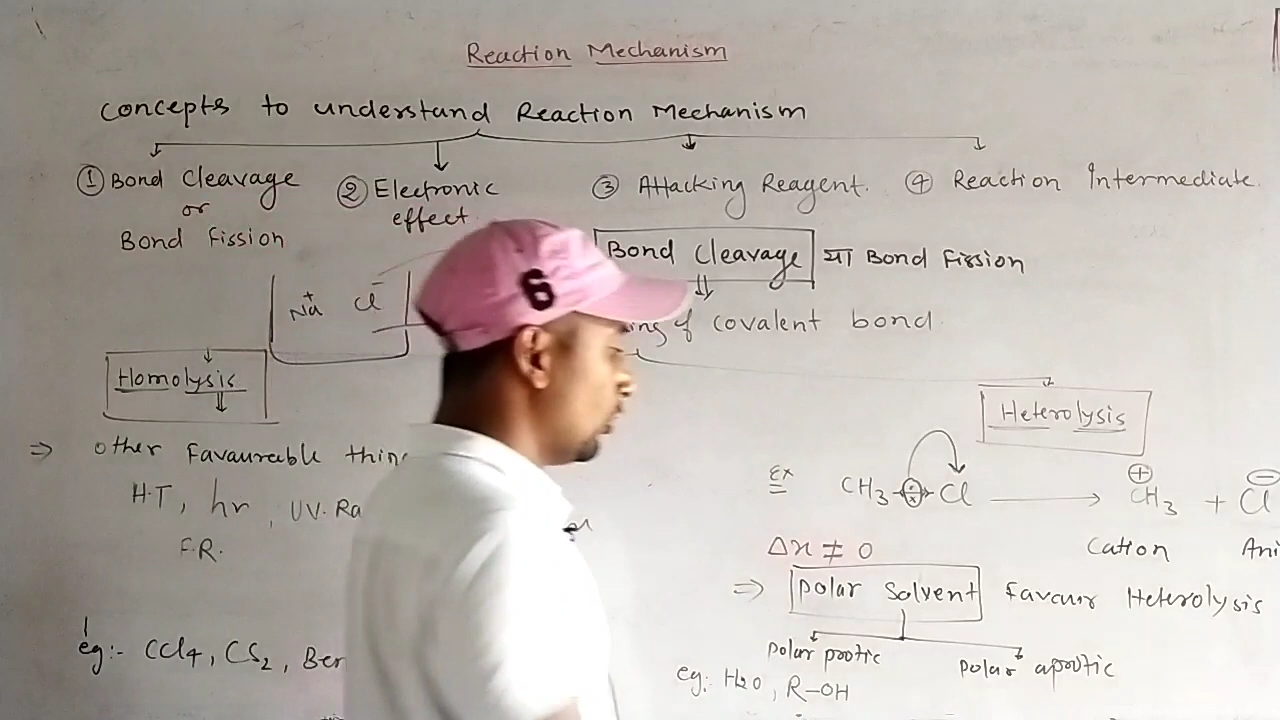 Reaction Mechanism
Concepts to understand Reaction Mechanism
① Bond Cleavage
or
Bond Fission
② Electronic
effect
③ Attacking Reagent.
④ Reaction Intermediate.
Bond Cleavage या Bond Fission
of covalent bond
Na⁺ Cl⁻
6
Homolysis
Heterolysis
⇒ other Favaurable
H·T, hν, UV·
F·R.
eg:- CCl4, CS2,
Ex CH3 Cl ⟶ ⊕CH3 + Cl⊖
Cation
Δx ≠ 0
⇒ Polar Solvent Favour Heterolysis
Polar protic
Polar aprotic
eg:- H2O, R-OH